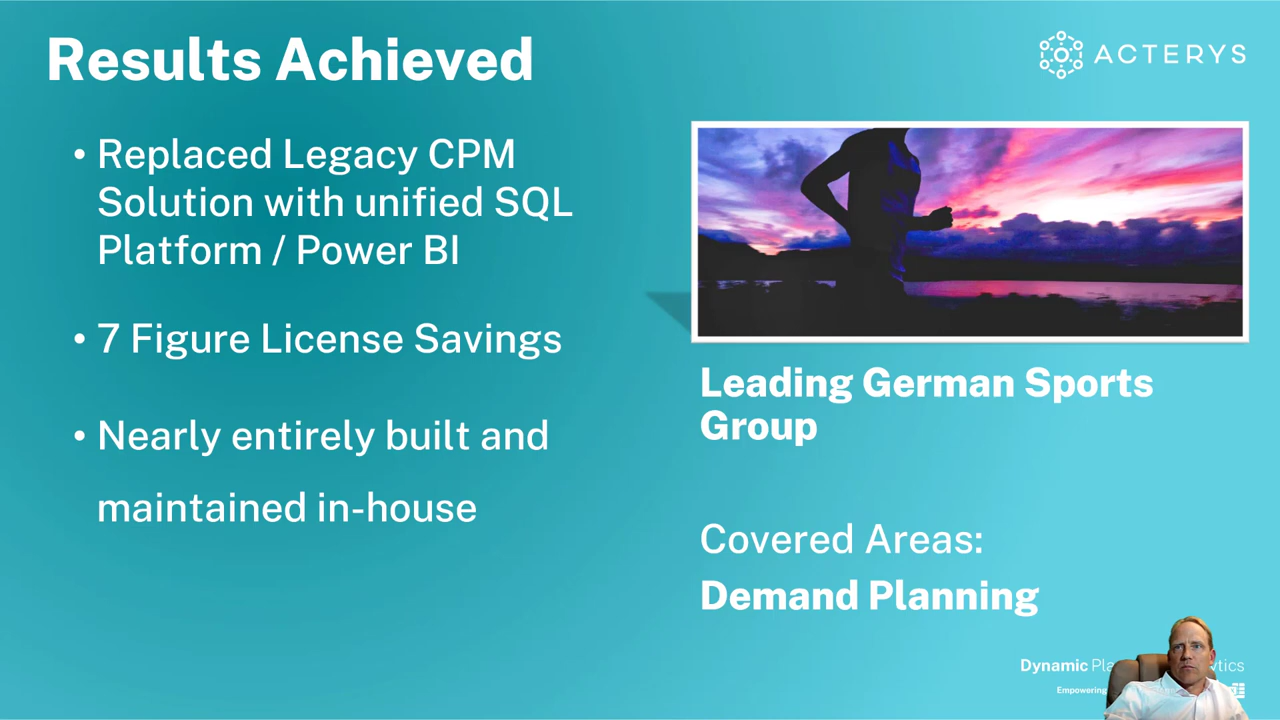 Results Achieved
ACTERYS
• Replaced Legacy CPM
Solution with unified SQL
Platform / Power BI
• 7 Figure License Savings
• Nearly entirely built and
maintained in-house
Leading German Sports
Group
Covered Areas:
Demand Planning
Dynamic
Empowering